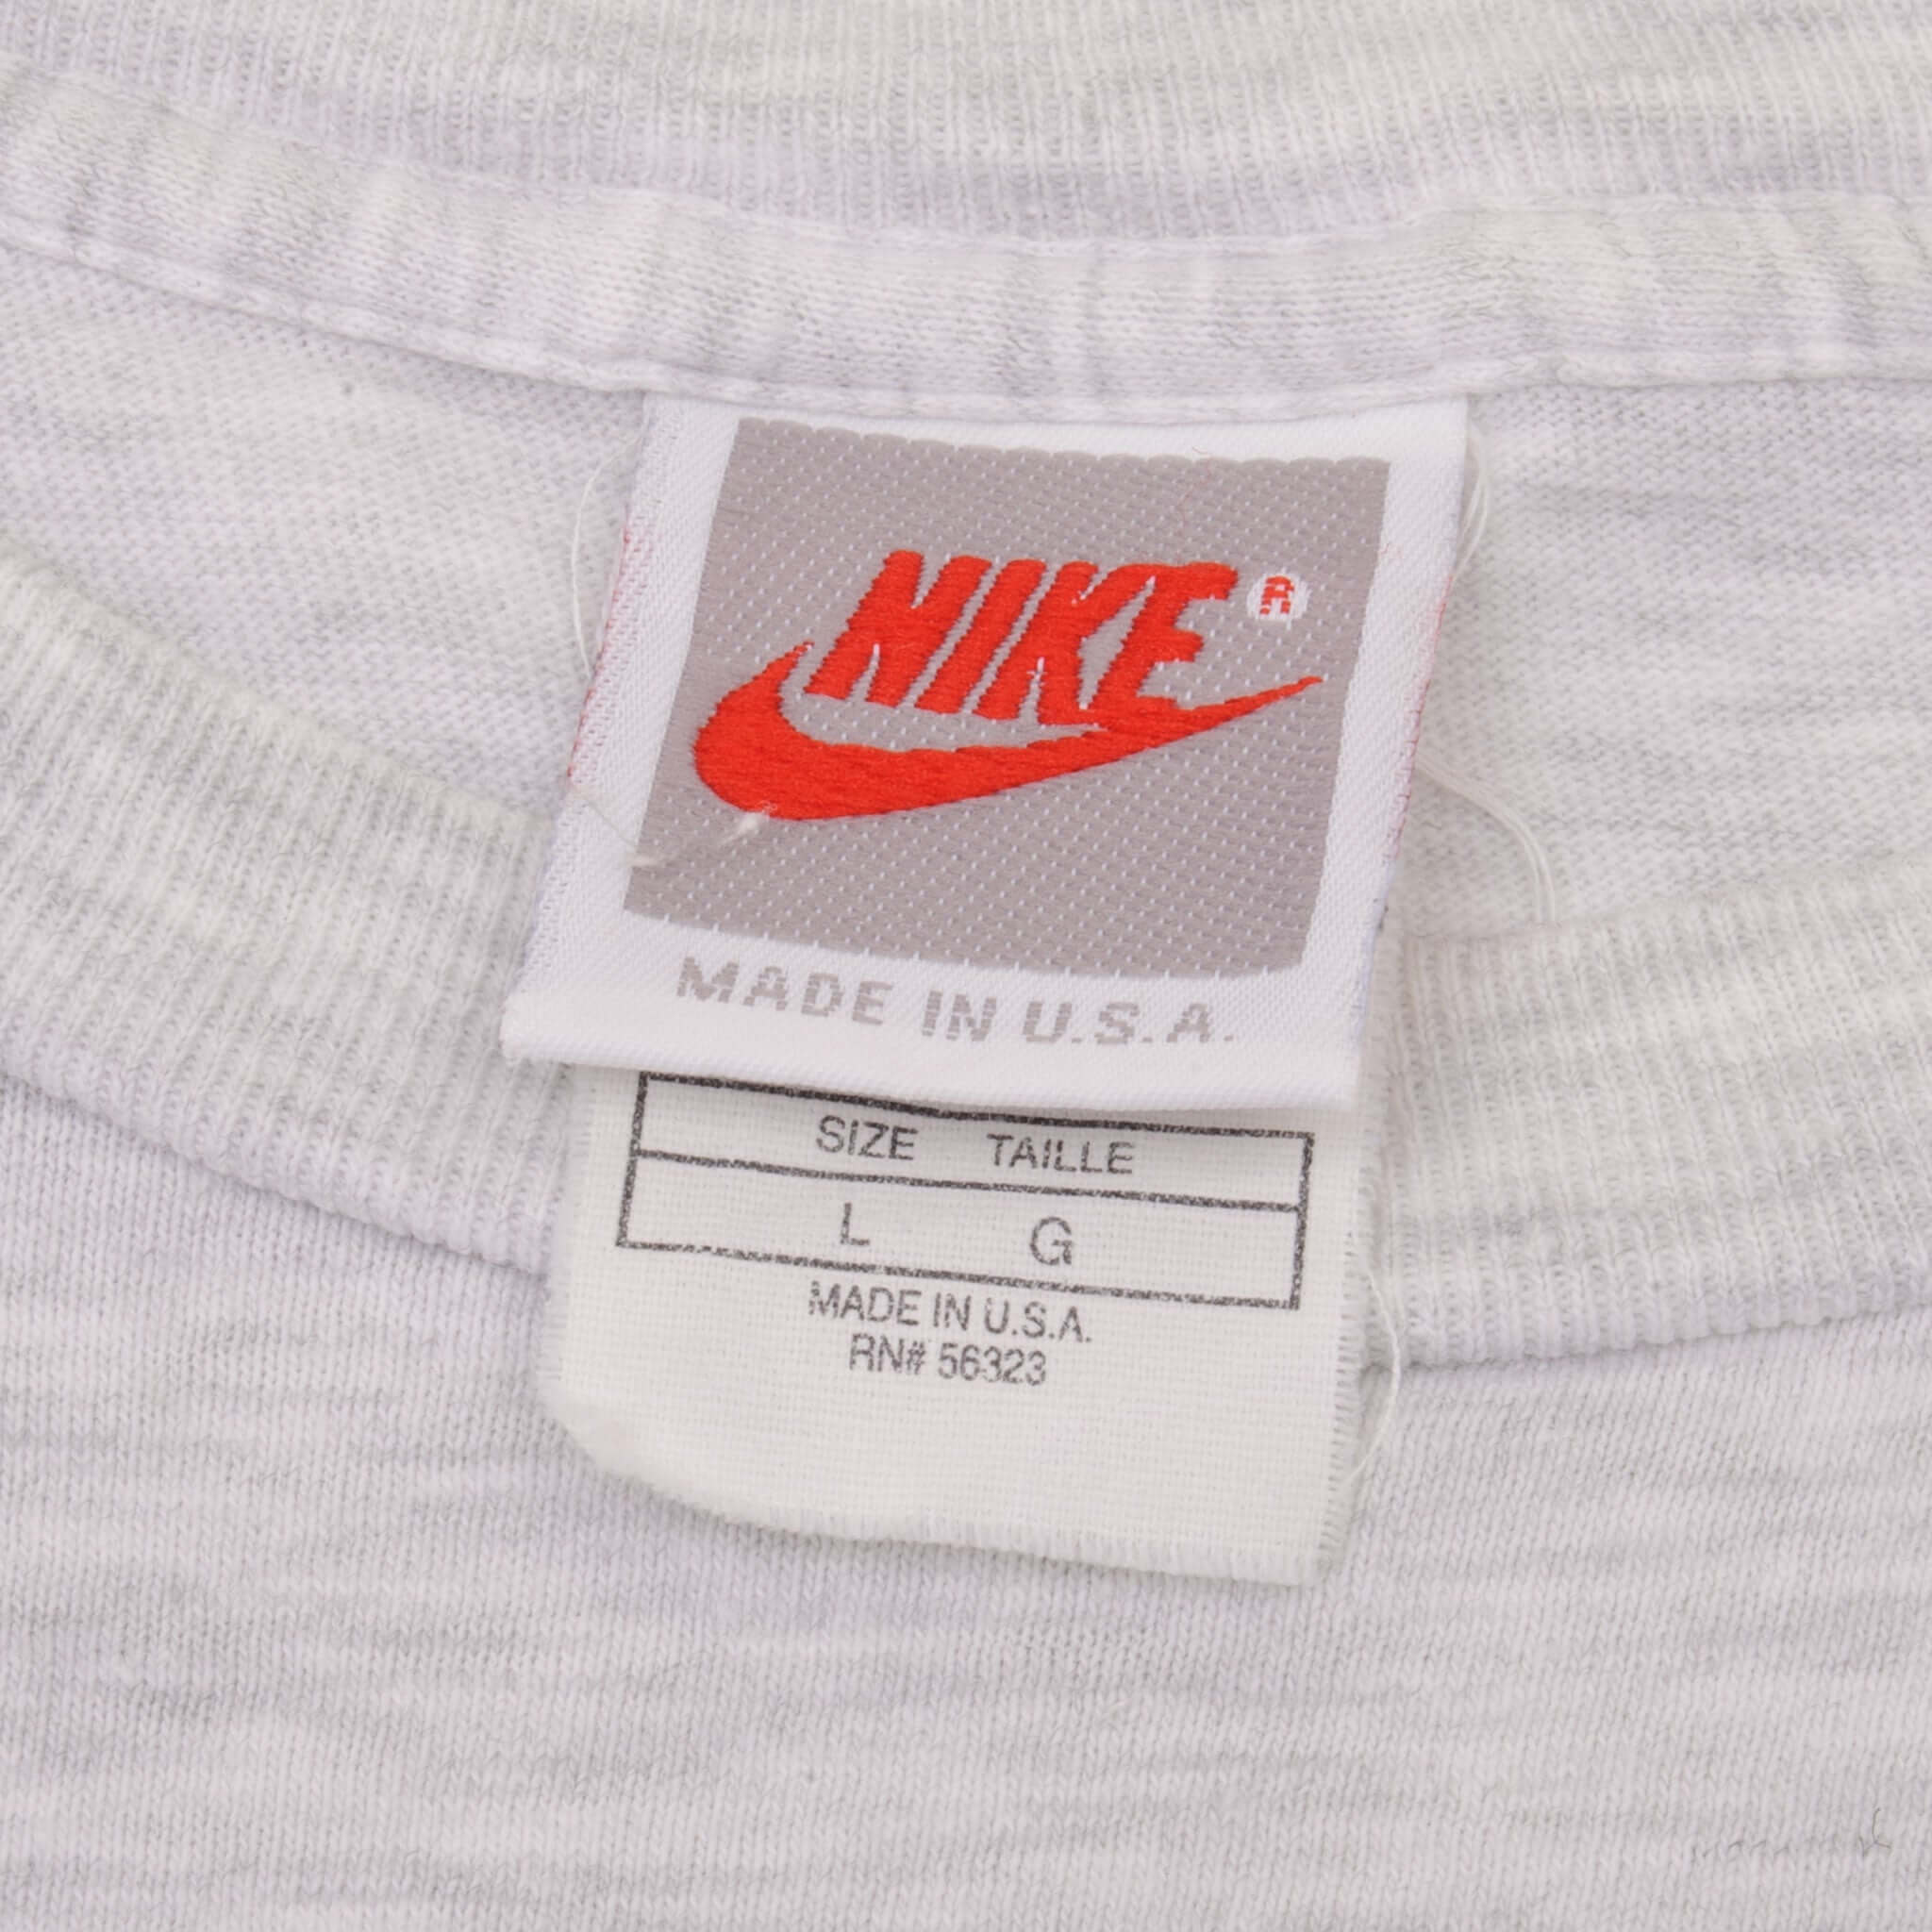 NIKE ®
MADE IN U.S.A.
SIZE TAILLE
L G
MADE IN U.S.A.
RN# 56323